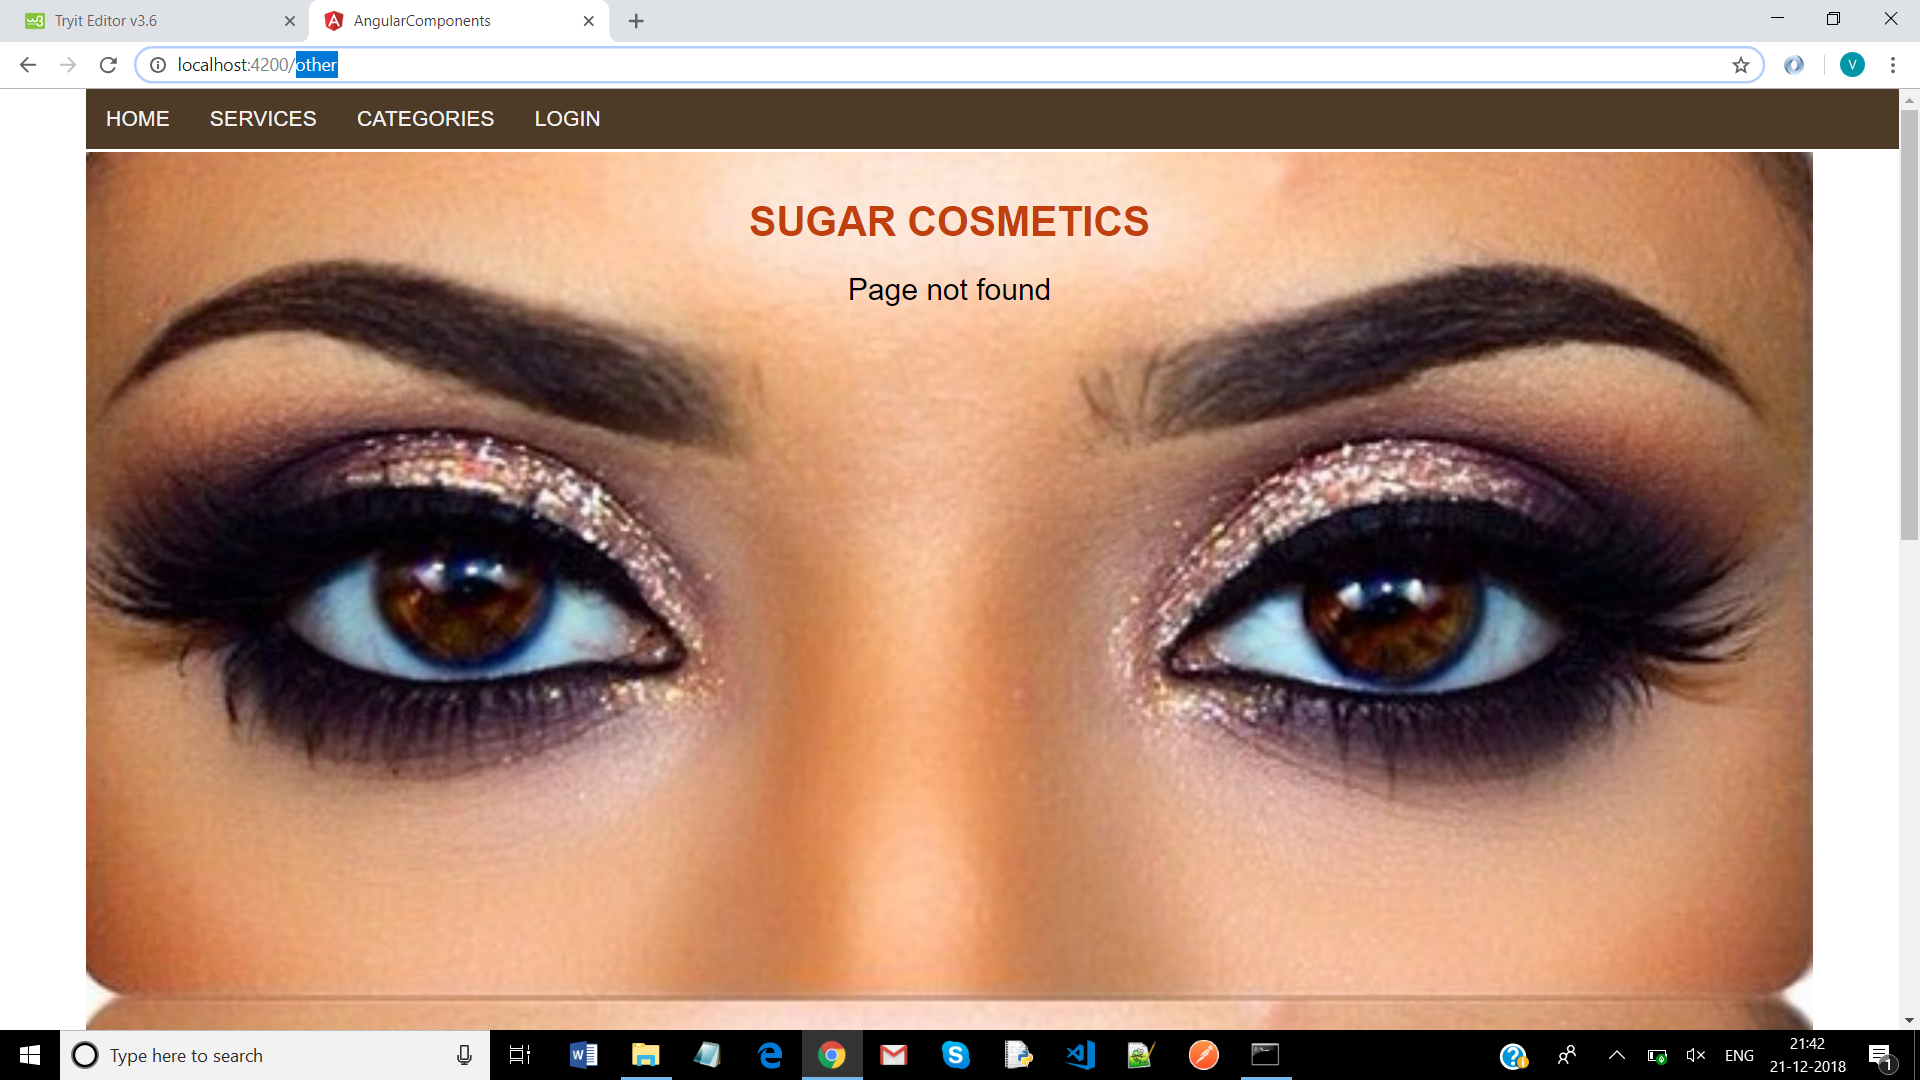 Tryit Editor v3.6
AngularComponents
localhost:4200/other
V
HOME SERVICES CATEGORIES LOGIN
SUGAR COSMETICS
Page not found
Type here to search
ENG
21:42
21-12-2018
1